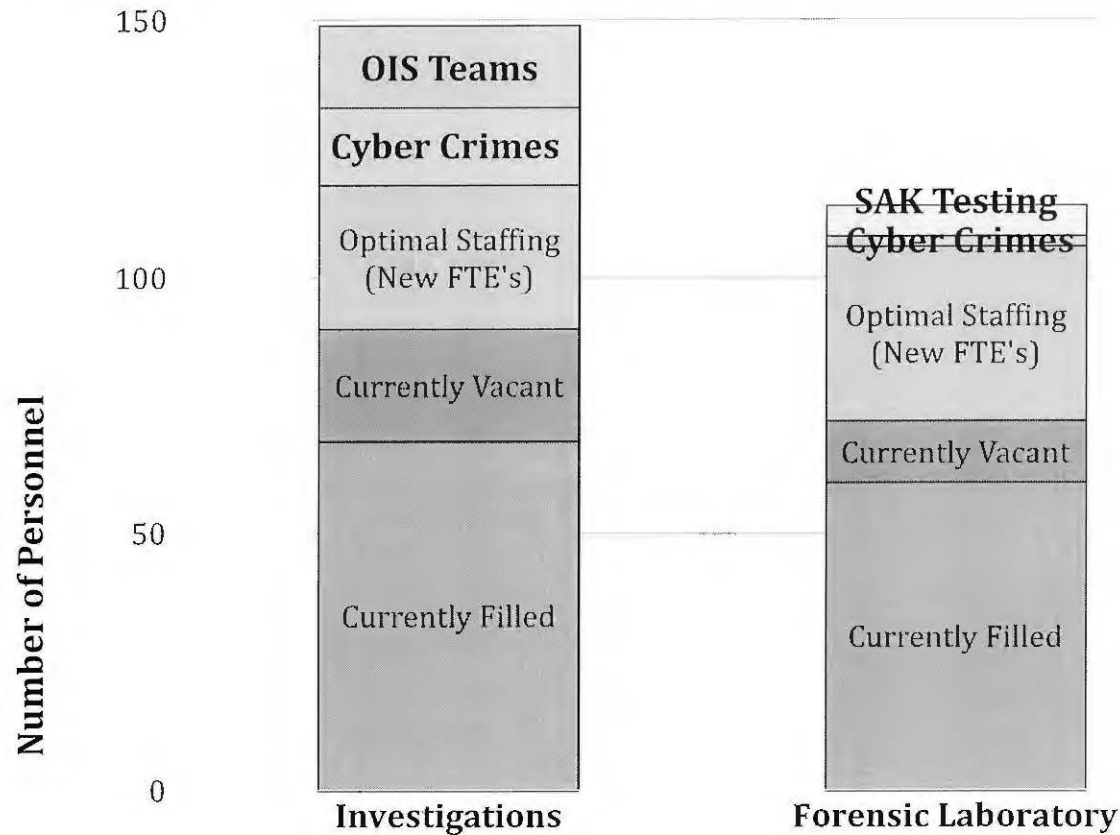 Number of Personnel
150
100
50
0
OIS Teams
Cyber Crimes
Optimal Staffing
(New FTE's)
Currently Vacant
Currently Filled
Investigations
SAK Testing
Cyber Crimes
Optimal Staffing
(New FTE's)
Currently Vacant
Currently Filled
Forensic Laboratory